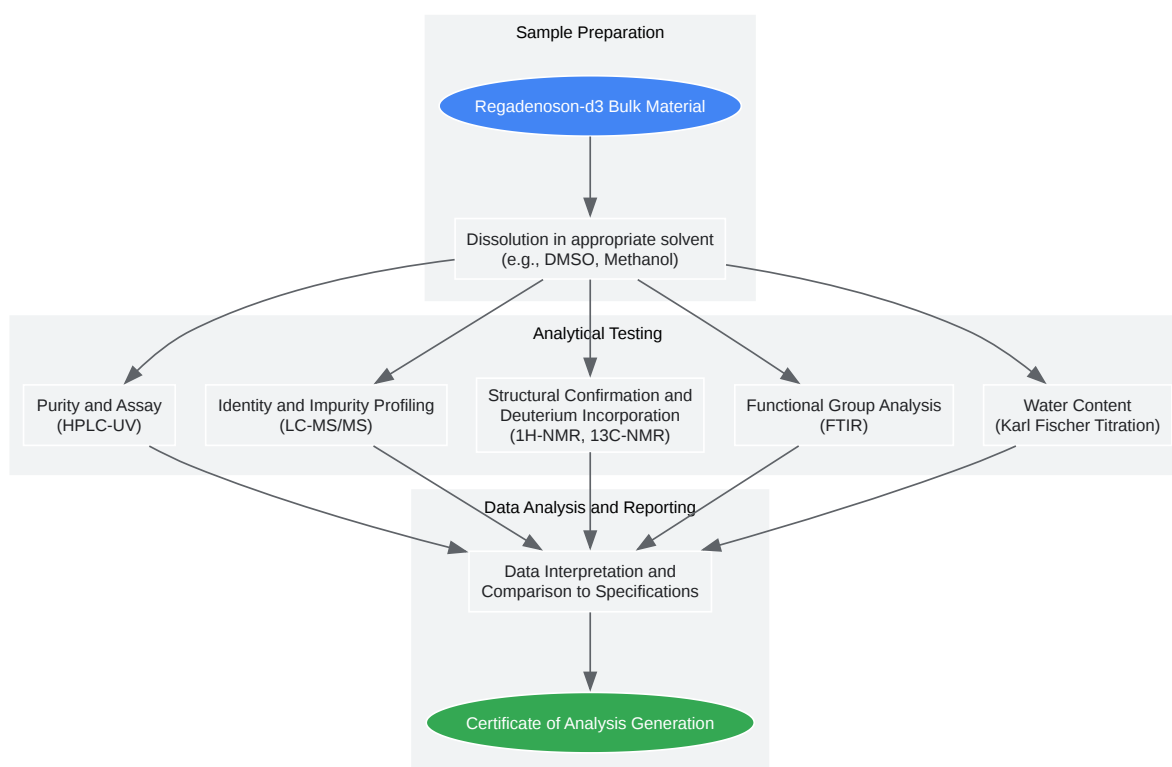 Sample Preparation
Regadenoson-d3 Bulk Material
Dissolution in appropriate solvent
(e.g., DMSO, Methanol)
Analytical Testing
Purity and Assay
(HPLC-UV)
Identity and Impurity Profiling
(LC-MS/MS)
Structural Confirmation and
Deuterium Incorporation
(1H-NMR, 13C-NMR)
Functional Group Analysis
(FTIR)
Water Content
(Karl Fischer Titration)
Data Analysis and Reporting
Data Interpretation and
Comparison to Specifications
Certificate of Analysis Generation